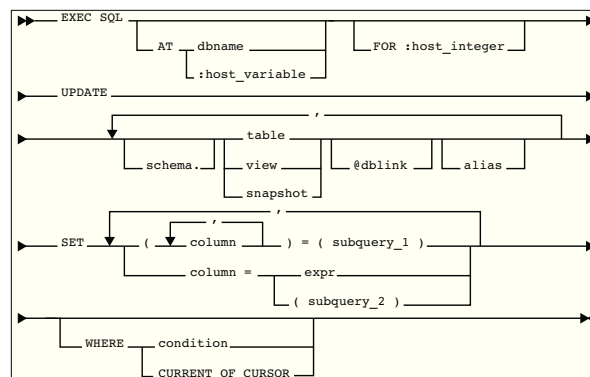 EXEC SQL
AT dbname
:host_variable
FOR :host_integer
UPDATE
,
schema. table @dblink alias
view
snapshot
, ,
SET ( column ) = ( subquery_1 )
column = expr
( subquery_2 )
WHERE condition
CURRENT OF CURSOR